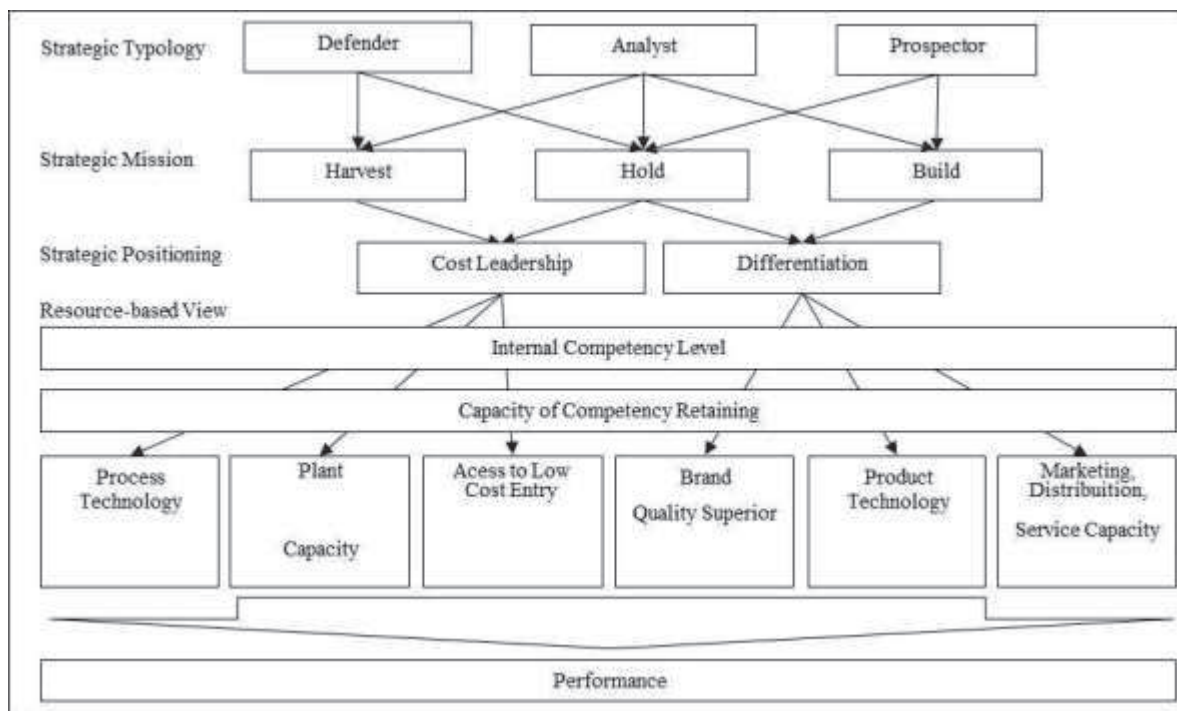 Strategic Typology
Defender
Analyst
Prospector
Strategic Mission
Harvest
Hold
Build
Strategic Positioning
Cost Leadership
Differentiation
Resource-based View
Internal Competency Level
Capacity of Competency Retaining
Process
Technology
Plant
Capacity
Acess to Low
Cost Entry
Brand
Quality Superior
Product
Technology
Marketing,
Distribuition,
Service Capacity
Performance